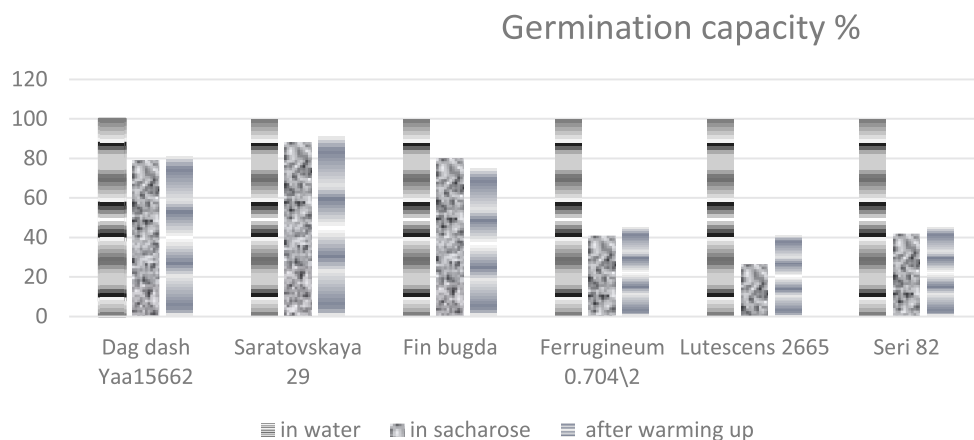 Germination capacity %
120
100
80
60
40
20
0
Dag dash Saratovskaya Fin bugda Ferrugineum Lutescens 2665 Seri 82
Yaa15662 29 0.704\2
in water in sacharose after warming up